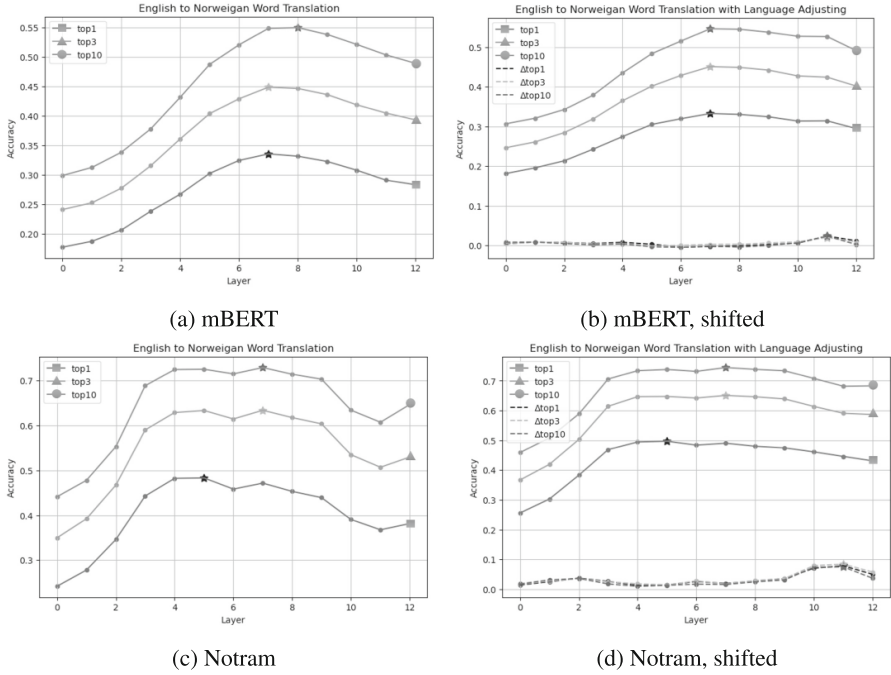 English to Norweigan Word Translation
0.55
0.50
0.45
0.40
0.35
0.30
0.25
0.20
Accuracy
top1
top3
top10
0 2 4 6 8 10 12
Layer
(a) mBERT
English to Norweigan Word Translation with Language Adjusting
0.5
0.4
0.3
0.2
0.1
0.0
Accuracy
top1
top3
top10
Δtop1
Δtop3
Δtop10
0 2 4 6 8 10 12
Layer
(b) mBERT, shifted
English to Norweigan Word Translation
0.7
0.6
0.5
0.4
0.3
Accuracy
top1
top3
top10
0 2 4 6 8 10 12
Layer
(c) Notram
English to Norweigan Word Translation with Language Adjusting
0.7
0.6
0.5
0.4
0.3
0.2
0.1
0.0
Accuracy
top1
top3
top10
Δtop1
Δtop3
Δtop10
0 2 4 6 8 10 12
Layer
(d) Notram, shifted